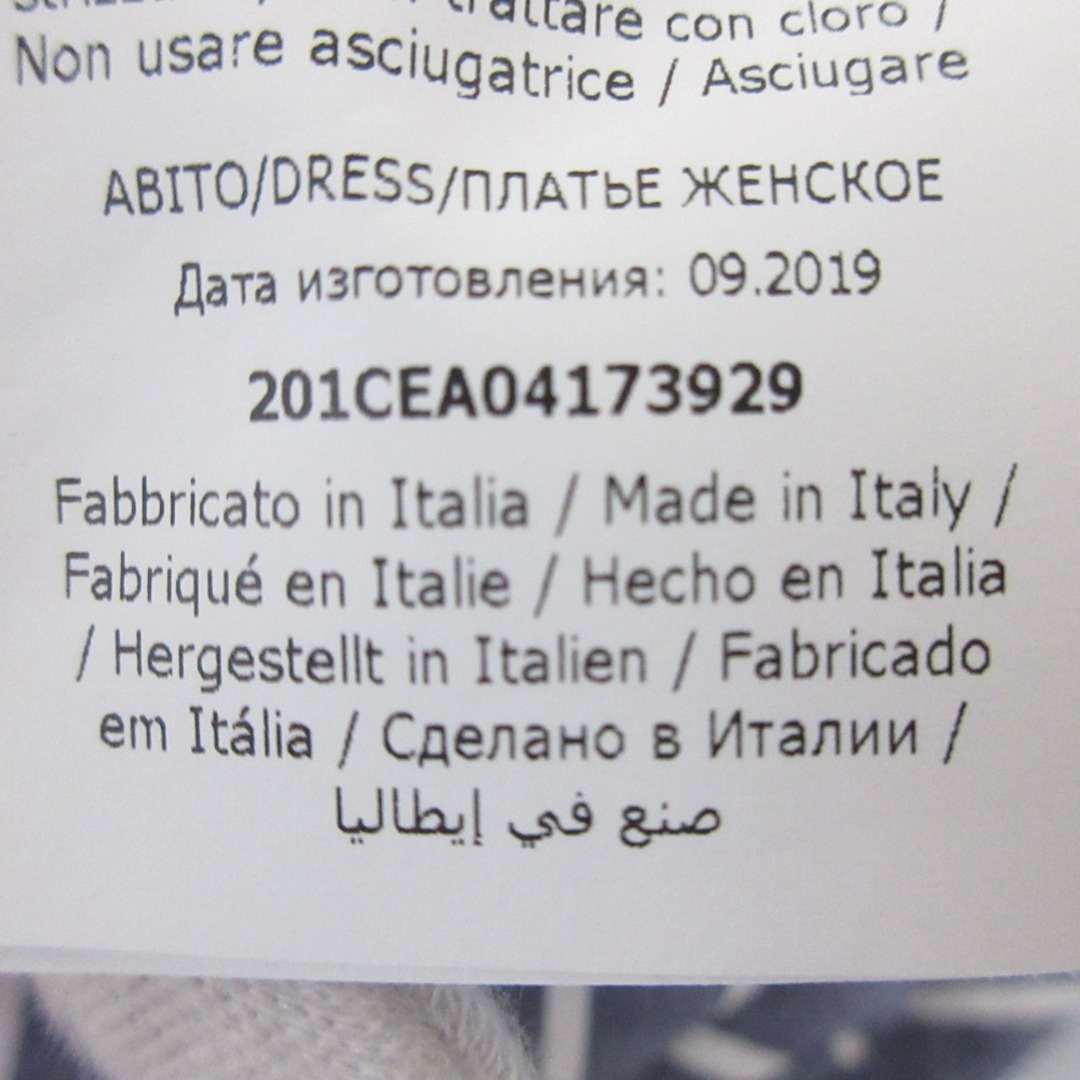 trattare con cloro /
Non usare asciugatrice / Asciugare
ABITO/DRESS/ПЛАТЬЕ ЖЕНСКОЕ
Дата изготовления: 09.2019
201CEA04173929
Fabbricato in Italia / Made in Italy /
Fabriqué en Italie / Hecho en Italia
/ Hergestellt in Italien / Fabricado
em Itália / Сделано в Италии /
صنع في إيطاليا